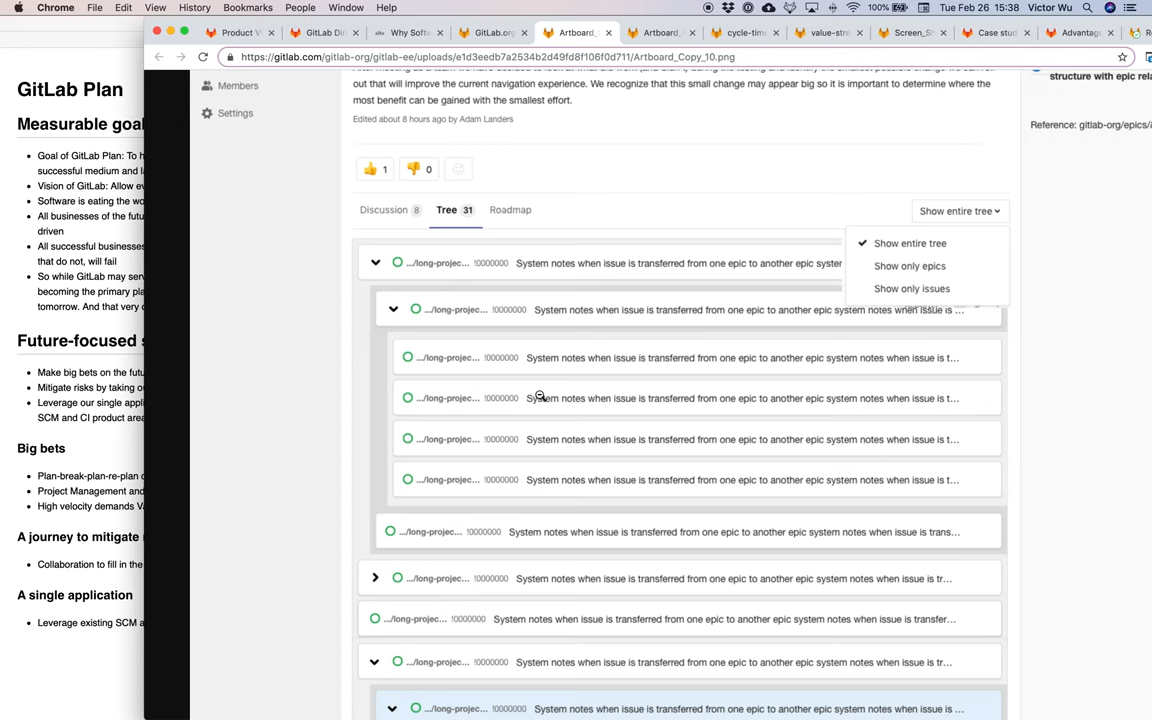 Chrome File Edit View History Bookmarks People Window Help 100% Tue Feb 26 15:38 Victor Wu
Product V GitLab Di Why Softw GitLab.org Artboard_ Artboard_ cycle-time value-stre Screen_Sh Case stud Advantage
https://gitlab.com/gitlab-org/gitlab-ee/uploads/e1d3eedb7a2534b2d49fd8f106f0d711/Artboard_Copy_10.png
GitLab Plan
Measurable goa
Goal of GitLab Plan: To h
successful medium and la
Vision of GitLab: Allow ev
Software is eating the wo
All businesses of the futu
driven
All successful businesses
that do not, will fail
So while GitLab may serv
becoming the primary pla
tomorrow. And that very c
Future-focused s
Make big bets on the futu
Mitigate risks by taking ou
Leverage our single appli
SCM and CI product area
Big bets
Plan-break-plan-re-plan c
Project Management and
High velocity demands Va
A journey to mitigate
Collaboration to fill in the
A single application
Leverage existing SCM a
Members
Settings
out that will improve the current navigation experience. We recognize that this small change may appear big so it is important to determine where the
most benefit can be gained with the smallest effort.
Edited about 8 hours ago by Adam Landers
1 0
Discussion 8 Tree 31 Roadmap Show entire tree
Show entire tree
Show only epics
Show only issues
.../long-projec... !0000000 System notes when issue is transferred from one epic to another epic syster
.../long-projec... !0000000 System notes when issue is transferred from one epic to another epic system notes when issue is ...
.../long-projec... !0000000 System notes when issue is transferred from one epic to another epic system notes when issue is t...
.../long-projec... !0000000 System notes when issue is transferred from one epic to another epic system notes when issue is t...
.../long-projec... !0000000 System notes when issue is transferred from one epic to another epic system notes when issue is t...
.../long-projec... !0000000 System notes when issue is transferred from one epic to another epic system notes when issue is t...
.../long-projec... !0000000 System notes when issue is transferred from one epic to another epic system notes when issue is trans...
.../long-projec... !0000000 System notes when issue is transferred from one epic to another epic system notes when issue is tr...
.../long-projec... !0000000 System notes when issue is transferred from one epic to another epic system notes when issue is transfer...
.../long-projec... !0000000 System notes when issue is transferred from one epic to another epic system notes when issue is tr...
.../long-projec... !0000000 System notes when issue is transferred from one epic to another epic system notes when issue is ...
structure with epic rela
Reference: gitlab-org/epics/